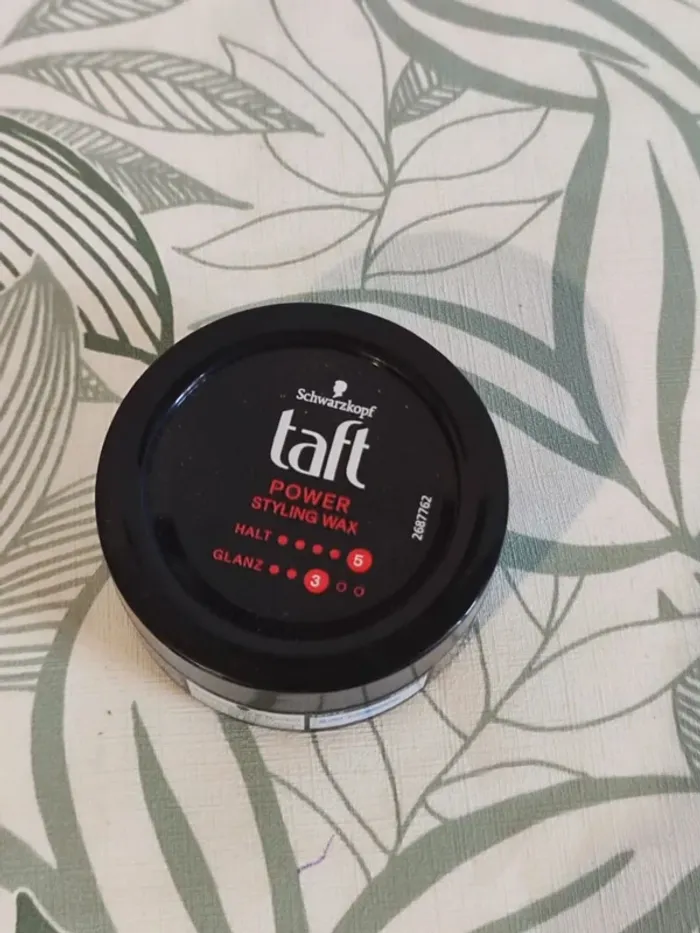 Schwarzkopf
taft
POWER
STYLING WAX
HALT 5
GLANZ 3
2687762